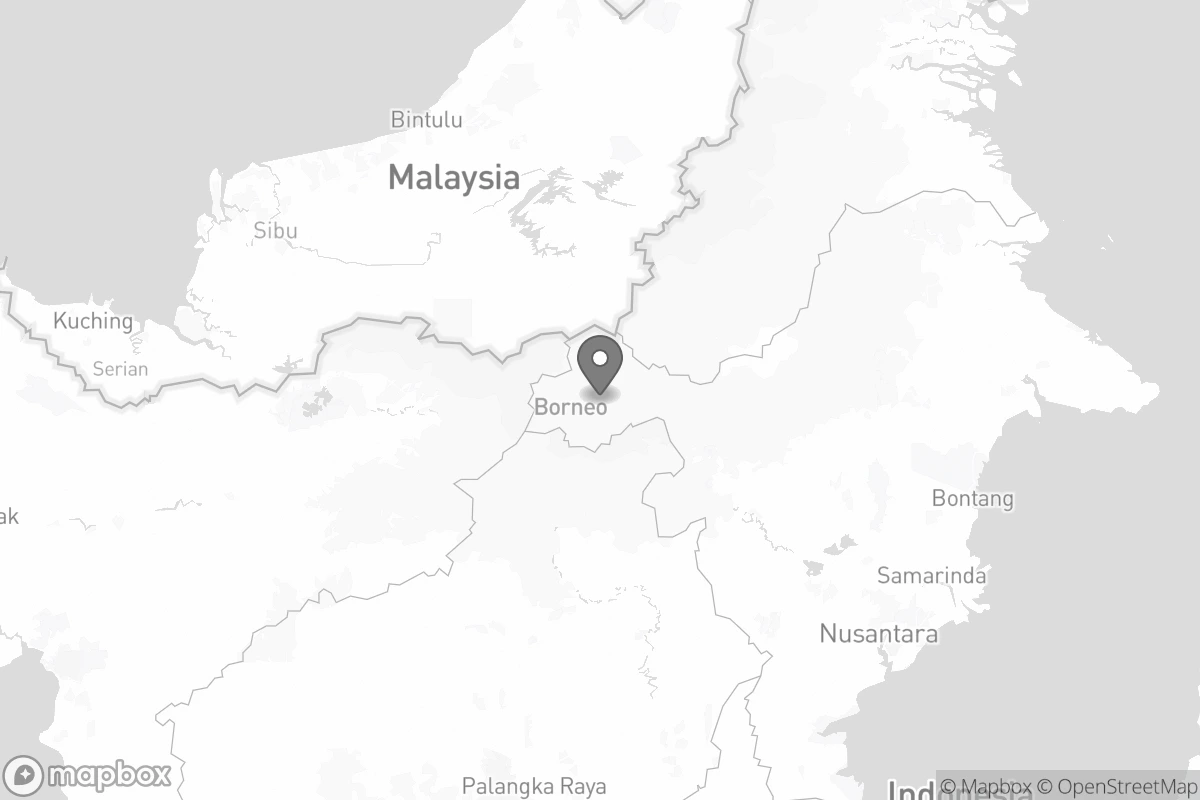 Bintulu
Malaysia
Sibu
Kuching
Serian
Borneo
Bontang
ak
Samarinda
Nusantara
mapbox
Palangka Raya
Indonesia
© Mapbox © OpenStreetMap